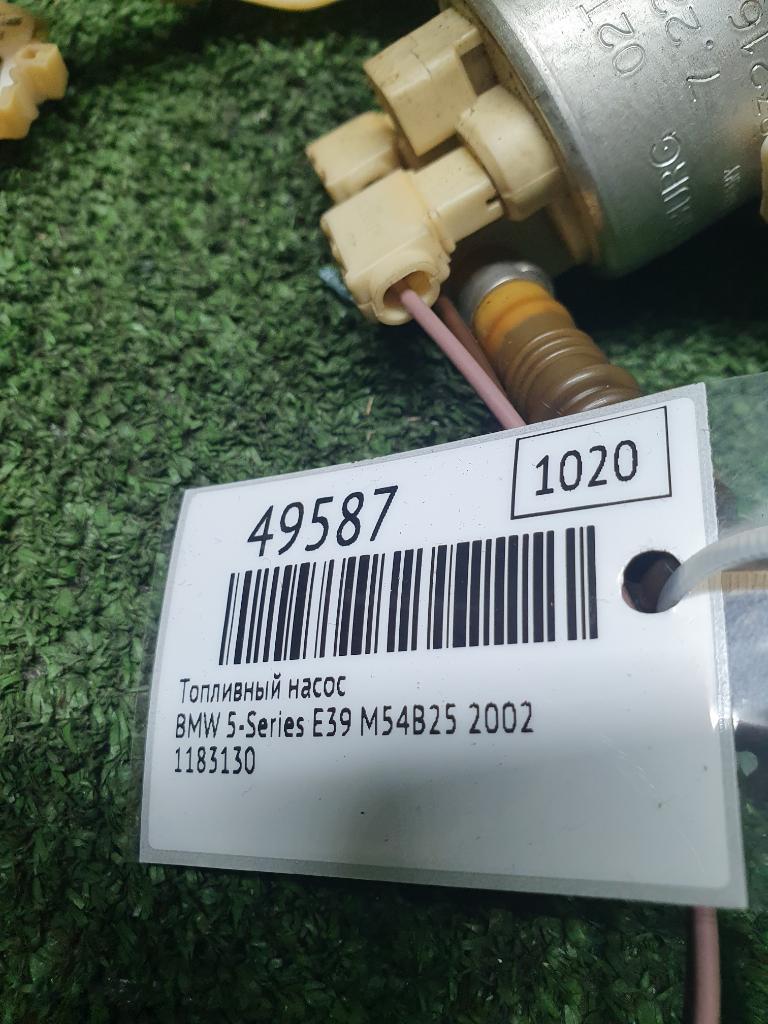 1020
49587
Топливный насос
BMW 5-Series E39 M54B25 2002
1183130